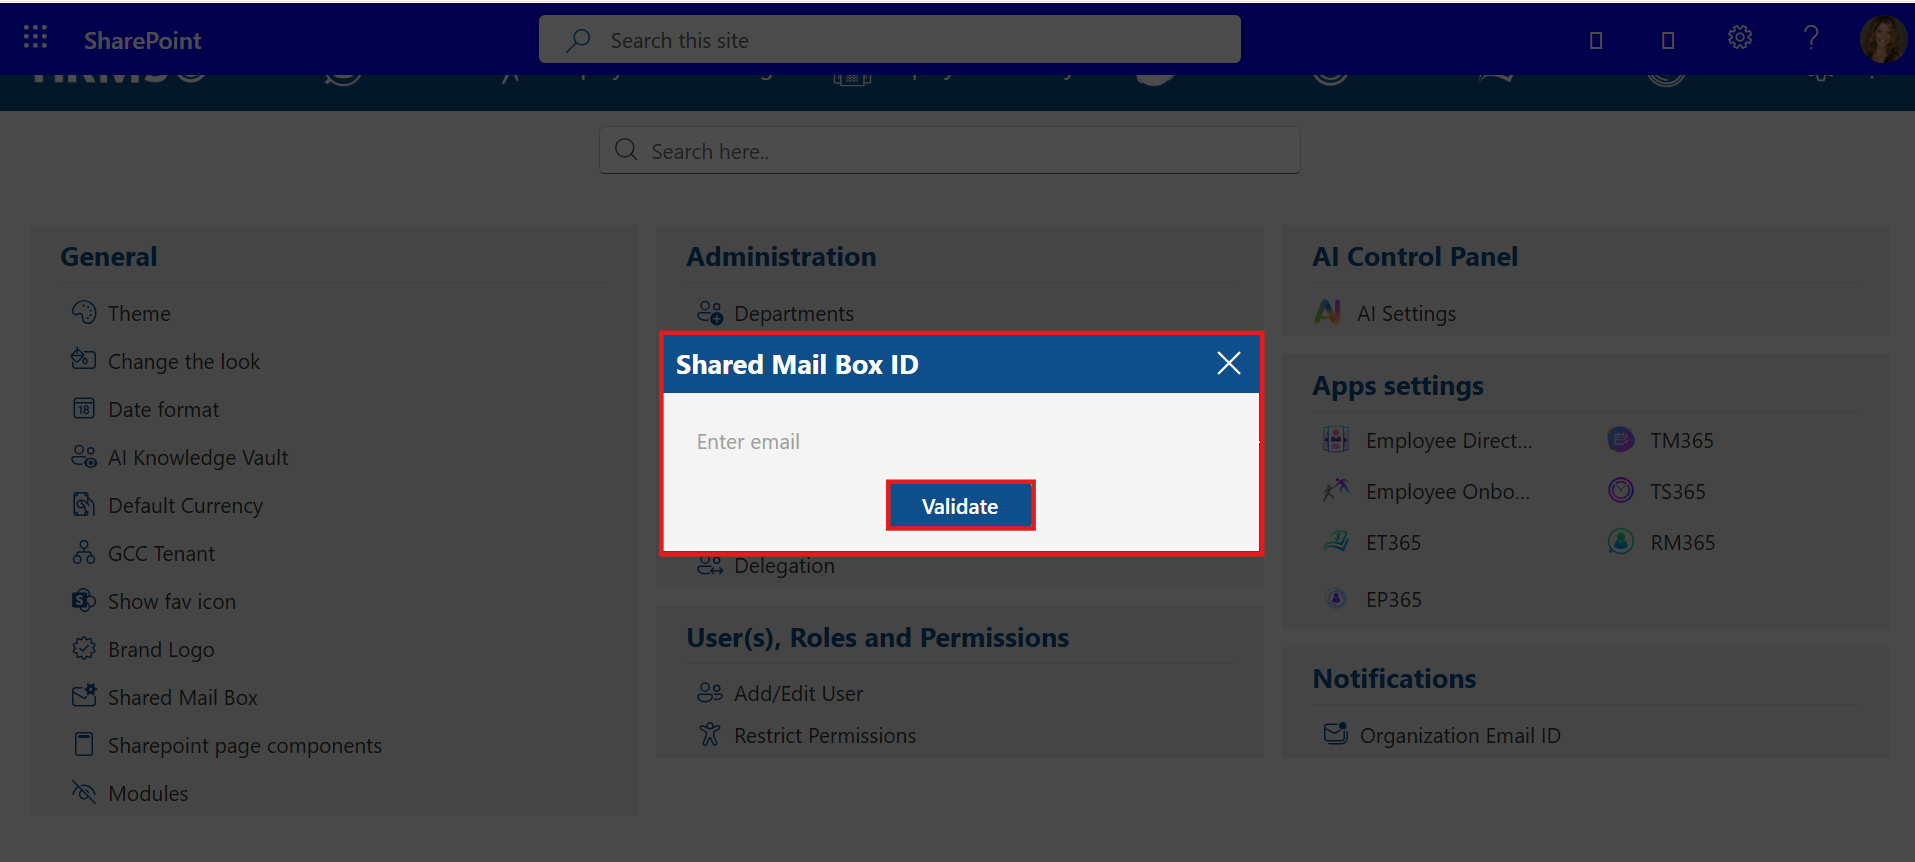 SharePoint
Search this site
Search here..
General
Theme
Change the look
18
Date format
AI Knowledge Vault
Default Currency
GCC Tenant
Show fav icon
Brand Logo
Shared Mail Box
Sharepoint page components
Modules
Administration
Departments
Shared Mail Box ID
Enter email
Validate
Delegation
User(s), Roles and Permissions
Add/Edit User
Restrict Permissions
AI Control Panel
AI Settings
Apps settings
Employee Direct...
TM365
Employee Onbo...
TS365
ET365
RM365
EP365
Notifications
Organization Email ID